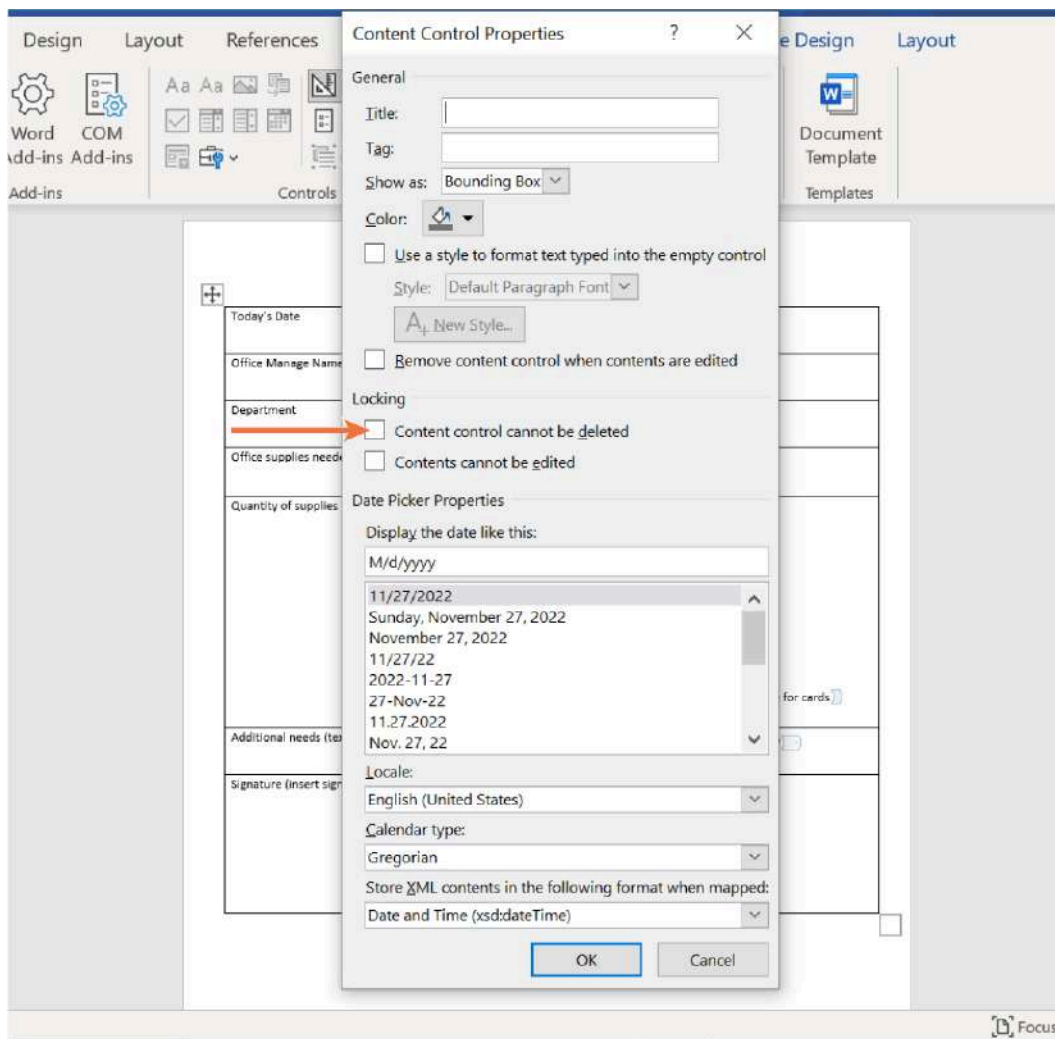 Design Layout References
Content Control Properties ?
e Design Layout
Aa Aa
Word Add-ins
COM Add-ins
Add-ins
Controls
Document Template
Templates
General
Title:
Tag:
Show as: Bounding Box
Color:
Use a style to format text typed into the empty control
Style: Default Paragraph Font
A+ New Style...
Remove content control when contents are edited
Locking
Content control cannot be deleted
Contents cannot be edited
Date Picker Properties
Display the date like this:
M/d/yyyy
11/27/2022
Sunday, November 27, 2022
November 27, 2022
11/27/22
2022-11-27
27-Nov-22
11.27.2022
Nov. 27, 22
Locale:
English (United States)
Calendar type:
Gregorian
Store XML contents in the following format when mapped:
Date and Time (xsd:dateTime)
OK Cancel
Today's Date
Office Manage Name
Department
Office supplies neede
Quantity of supplies
for cards
Additional needs (tex
Signature (insert sign
Focus